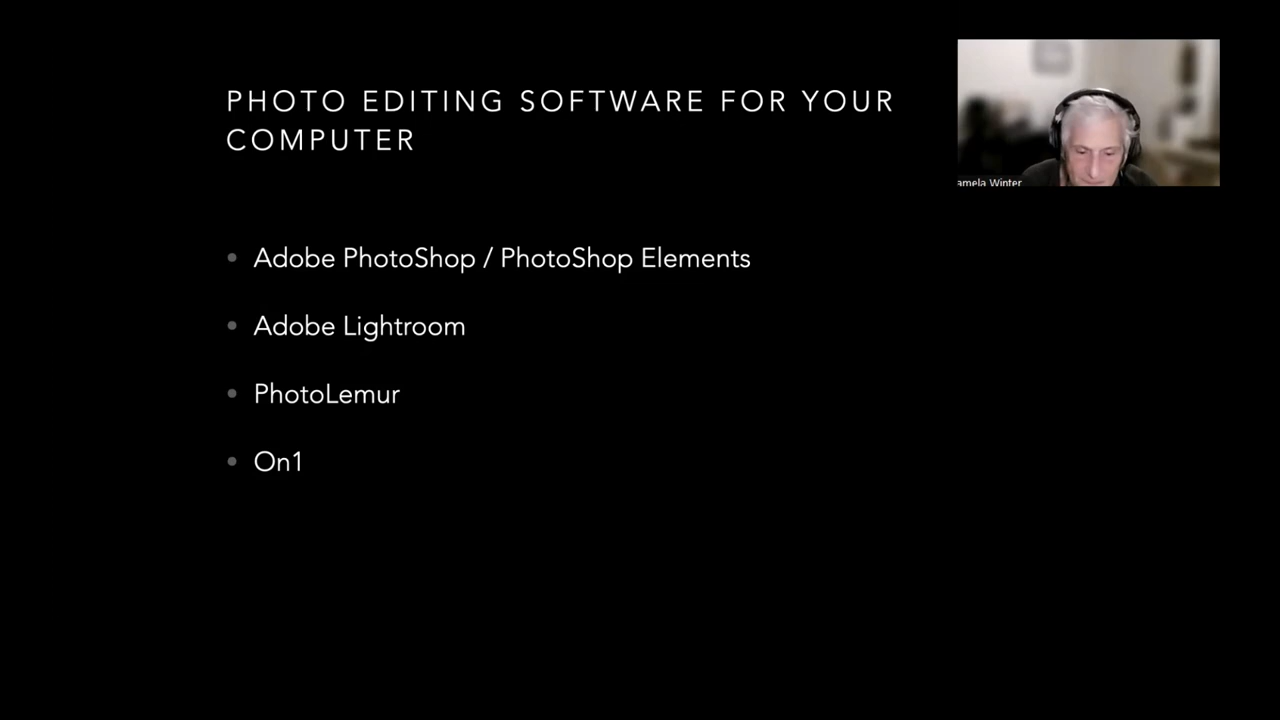 PHOTO EDITING SOFTWARE FOR YOUR
COMPUTER
amela Winter
• Adobe PhotoShop / PhotoShop Elements
• Adobe Lightroom
• PhotoLemur
• On1